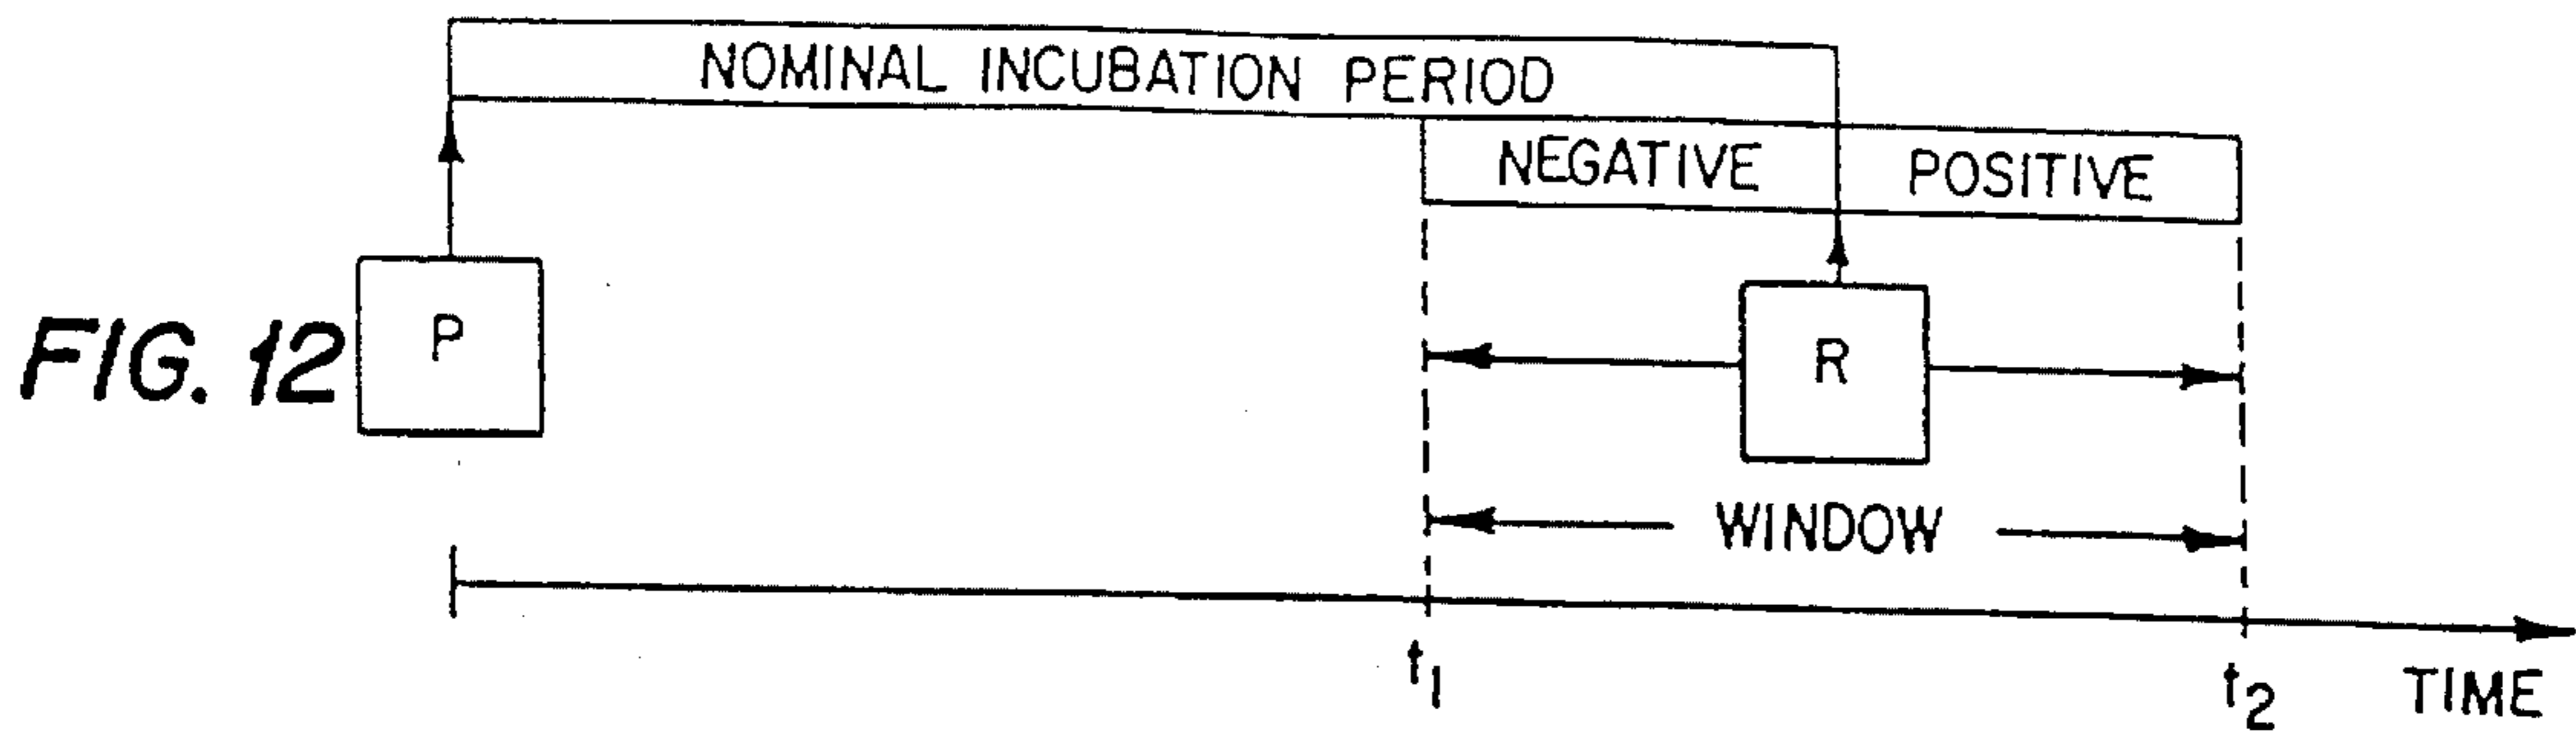 NOMINAL INCUBATION PERIOD
NEGATIVE POSITIVE
FIG. 12
P
R
WINDOW
t1
t2
TIME